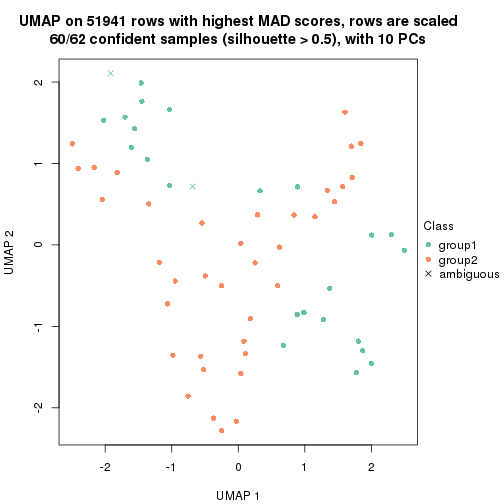 UMAP on 51941 rows with highest MAD scores, rows are scaled
60/62 confident samples (silhouette > 0.5), with 10 PCs
2
1
0
-1
-2
UMAP 2
-2
-1
0
1
2
UMAP 1
Class
group1
group2
ambiguous